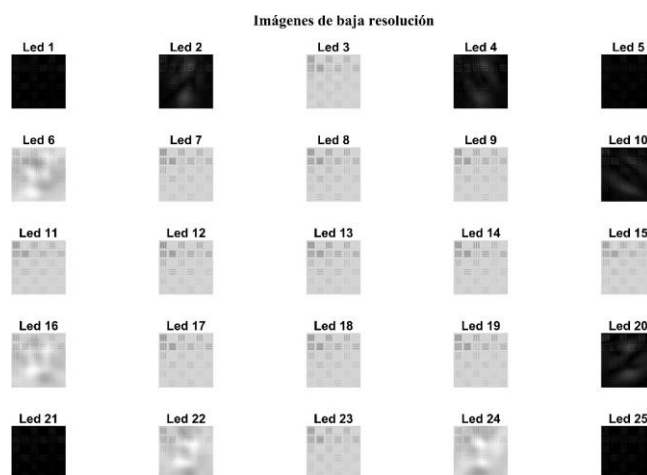 Imágenes de baja resolución
Led 1 Led 2 Led 3 Led 4 Led 5
Led 6 Led 7 Led 8 Led 9 Led 10
Led 11 Led 12 Led 13 Led 14 Led 15
Led 16 Led 17 Led 18 Led 19 Led 20
Led 21 Led 22 Led 23 Led 24 Led 25